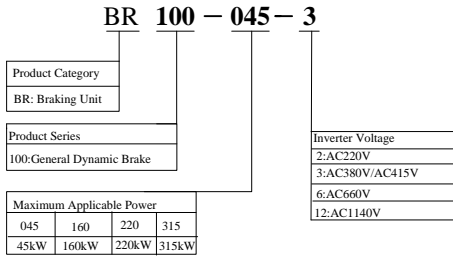 BR 100 - 045 - 3
Product Category
BR: Braking Unit
Product Series
100:General Dynamic Brake
Maximum Applicable Power
045 160 220 315
45kW 160kW 220kW 315kW
Inverter Voltage
2:AC220V
3:AC380V/AC415V
6:AC660V
12:AC1140V